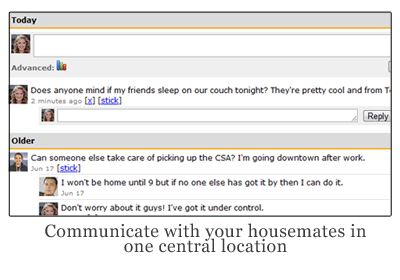 Today
Advanced:
Does anyone mind if my friends sleep on our couch tonight? They're pretty cool and from
2 minutes ago [x] [stick]
Reply
Older
Can someone else take care of picking up the CSA? I'm going downtown after work.
Jun 17 [stick]
I won't be home until 9 but if no one else has got it by then I can do it.
Jun 17
Don't worry about it guys! I've got it under control.
Communicate with your housemates in
one central location